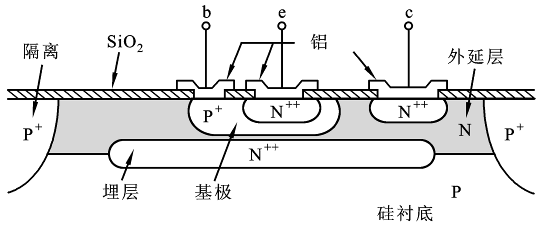 b e c
SiO₂ 铝
隔离 外延层
P⁺ P⁺ N⁺⁺ N⁺⁺ N P⁺
N⁺⁺
埋层 基极 P
硅衬底